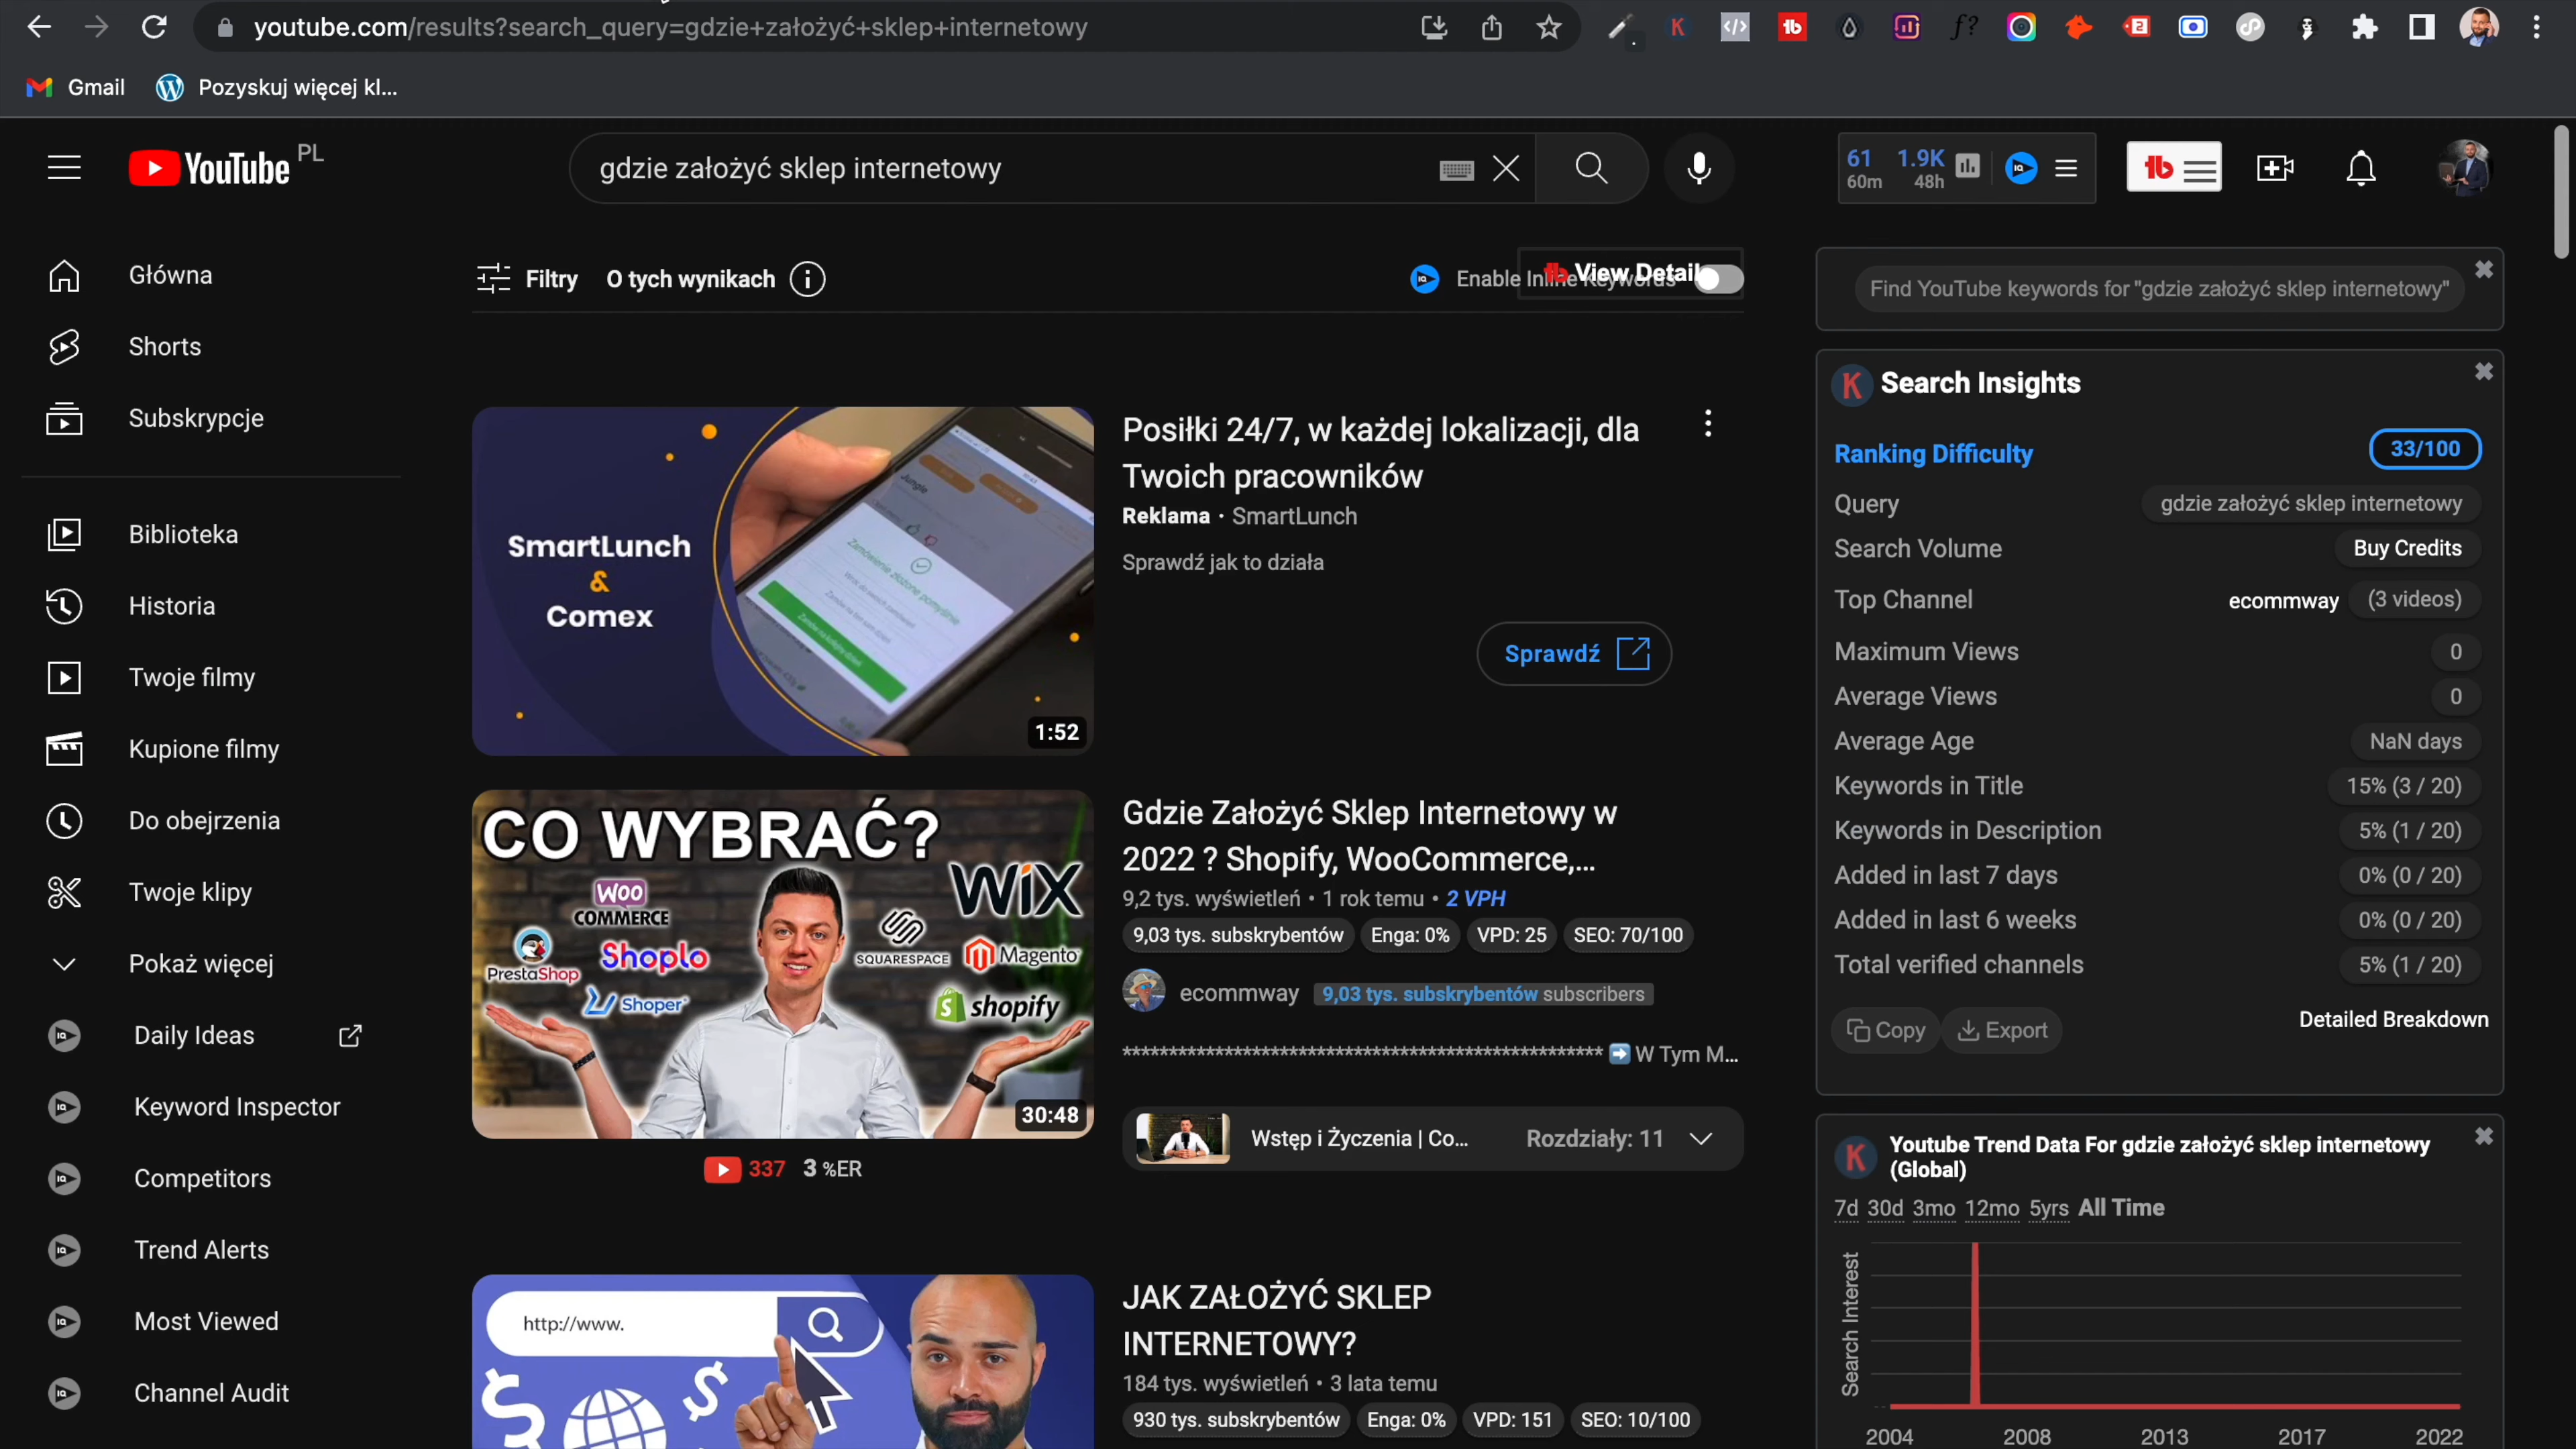 youtube.com/results?search_query=gdzie+założyć+sklep+internetowy
Gmail
Pozyskuj więcej kl...
YouTube PL
gdzie założyć sklep internetowy
61 1.9K
60m 48h
Główna
Shorts
Subskrypcje
Biblioteka
Historia
Twoje filmy
Kupione filmy
Do obejrzenia
Twoje klipy
Pokaż więcej
Daily Ideas
Keyword Inspector
Competitors
Trend Alerts
Most Viewed
Channel Audit
Filtry
O tych wynikach
Enable Inline Keywords
View Detail
SmartLunch
&
Comex
1:52
Posiłki 24/7, w każdej lokalizacji, dla
Twoich pracowników
Reklama · SmartLunch
Sprawdź jak to działa
Sprawdź
CO WYBRAĆ?
WOO
COMMERCE
WiX
PrestaShop
Shoplo
SQUARESPACE
Magento
Shoper
shopify
30:48
337 3 %ER
Gdzie Założyć Sklep Internetowy w
2022 ? Shopify, WooCommerce,...
9,2 tys. wyświetleń • 1 rok temu • 2 VPH
9,03 tys. subskrybentów Enga: 0% VPD: 25 SEO: 70/100
ecommway 9,03 tys. subskrybentów subscribers
**************************************************** ➡ W Tym M...
Wstęp i Życzenia | Co...
Rozdziały: 11
http://www.
JAK ZAŁOŻYĆ SKLEP
INTERNETOWY?
184 tys. wyświetleń • 3 lata temu
930 tys. subskrybentów Enga: 0% VPD: 151 SEO: 10/100
Find YouTube keywords for "gdzie założyć sklep internetowy"
Search Insights
Ranking Difficulty 33/100
Query gdzie założyć sklep internetowy
Search Volume Buy Credits
Top Channel ecommway (3 videos)
Maximum Views 0
Average Views 0
Average Age NaN days
Keywords in Title 15% (3 / 20)
Keywords in Description 5% (1 / 20)
Added in last 7 days 0% (0 / 20)
Added in last 6 weeks 0% (0 / 20)
Total verified channels 5% (1 / 20)
Copy Export
Detailed Breakdown
Youtube Trend Data For gdzie założyć sklep internetowy
(Global)
7d 30d 3mo 12mo 5yrs All Time
Search Interest
2004 2008 2013 2017 2022